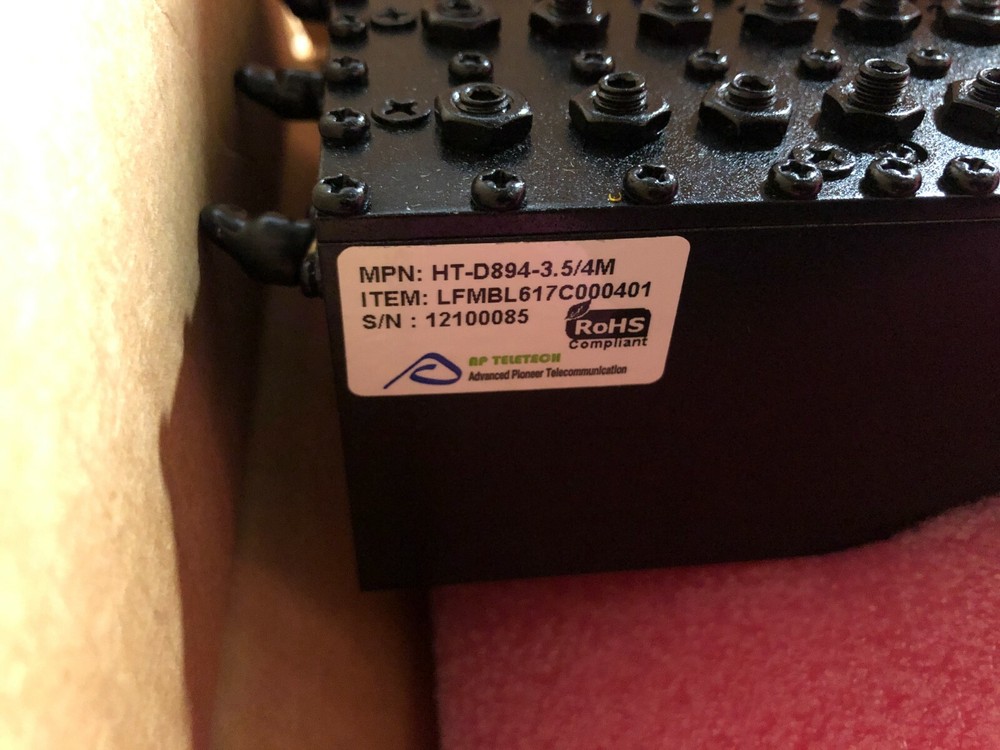 MPN: HT-D894-3.5/4M
ITEM: LFMBL617C000401
S/N : 12100085
RoHS
Compliant
AP TELETECH
Advanced Pioneer Telecommunication